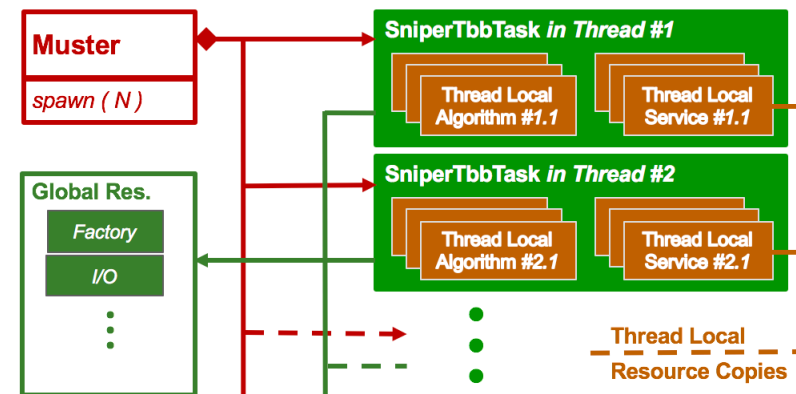 Muster
spawn ( N )
Global Res.
Factory
I/O
SniperTbbTask in Thread #1
Thread Local
Algorithm #1.1
Thread Local
Service #1.1
SniperTbbTask in Thread #2
Thread Local
Algorithm #2.1
Thread Local
Service #2.1
Thread Local
Resource Copies